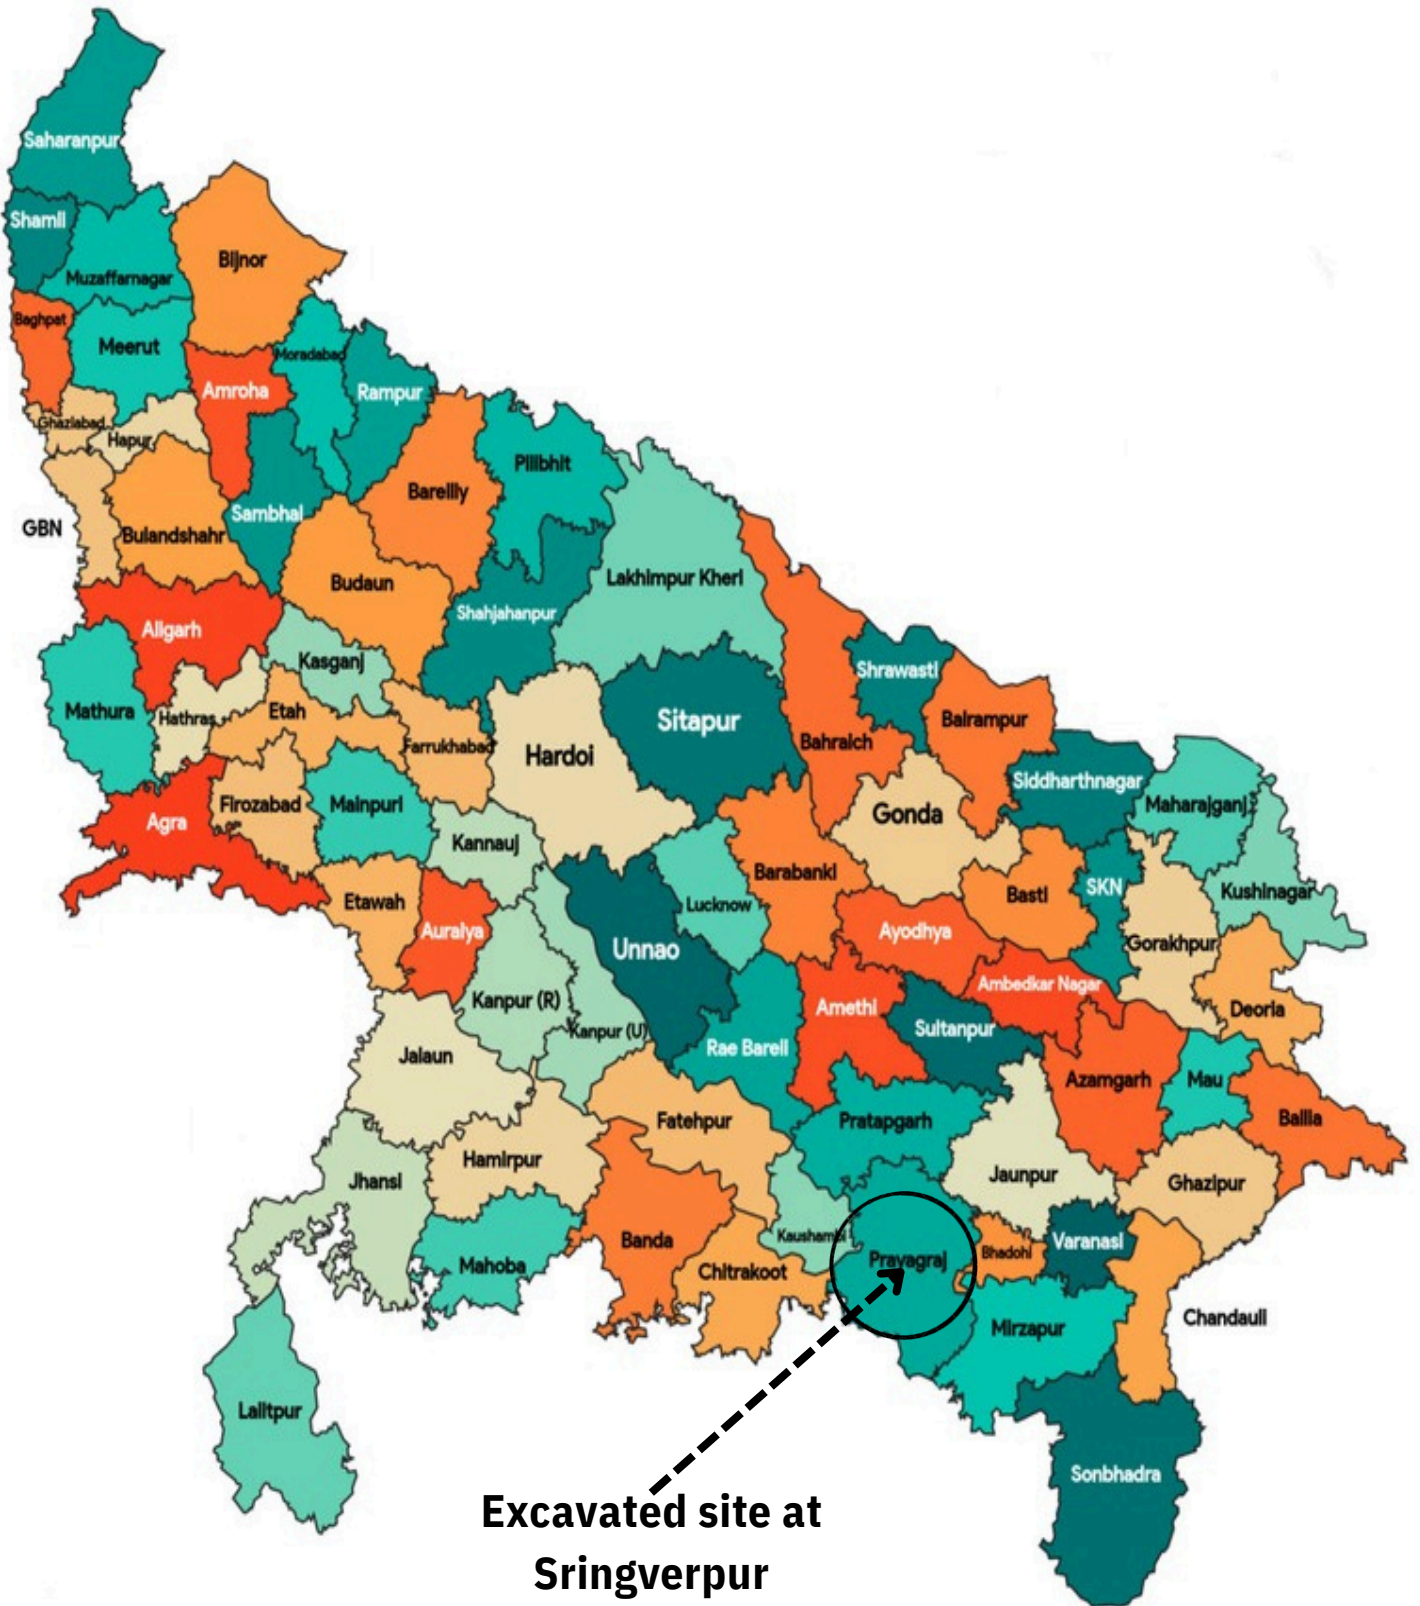 Saharanpur
Shamli
Muzaffarnagar
Bijnor
Baghpat
Meerut
Moradabad
Amroha
Rampur
Ghaziabad
Hapur
Pilibhit
Bareilly
Sambhal
GBN
Bulandshahr
Budaun
Lakhimpur Kheri
Shahjahanpur
Aligarh
Kasganj
Shrawasti
Mathura
Hathras
Etah
Sitapur
Balrampur
Farrukhabad
Hardoi
Bahraich
Siddharthnagar
Agra
Firozabad
Mainpuri
Gonda
Maharajganj
Kannauj
Barabanki
Basti
SKN
Kushinagar
Etawah
Lucknow
Auraiya
Ayodhya
Unnao
Gorakhpur
Ambedkar Nagar
Kanpur (R)
Amethi
Deoria
Kanpur (U)
Sultanpur
Jalaun
Rae Bareli
Azamgarh
Mau
Fatehpur
Pratapgarh
Ballia
Hamirpur
Jhansi
Jaunpur
Ghazipur
Kaushambi
Banda
Varanasi
Bhadohi
Prayagraj
Mahoba
Chitrakoot
Mirzapur
Chandauli
Lalitpur
Sonbhadra
Excavated site at
Sringverpur